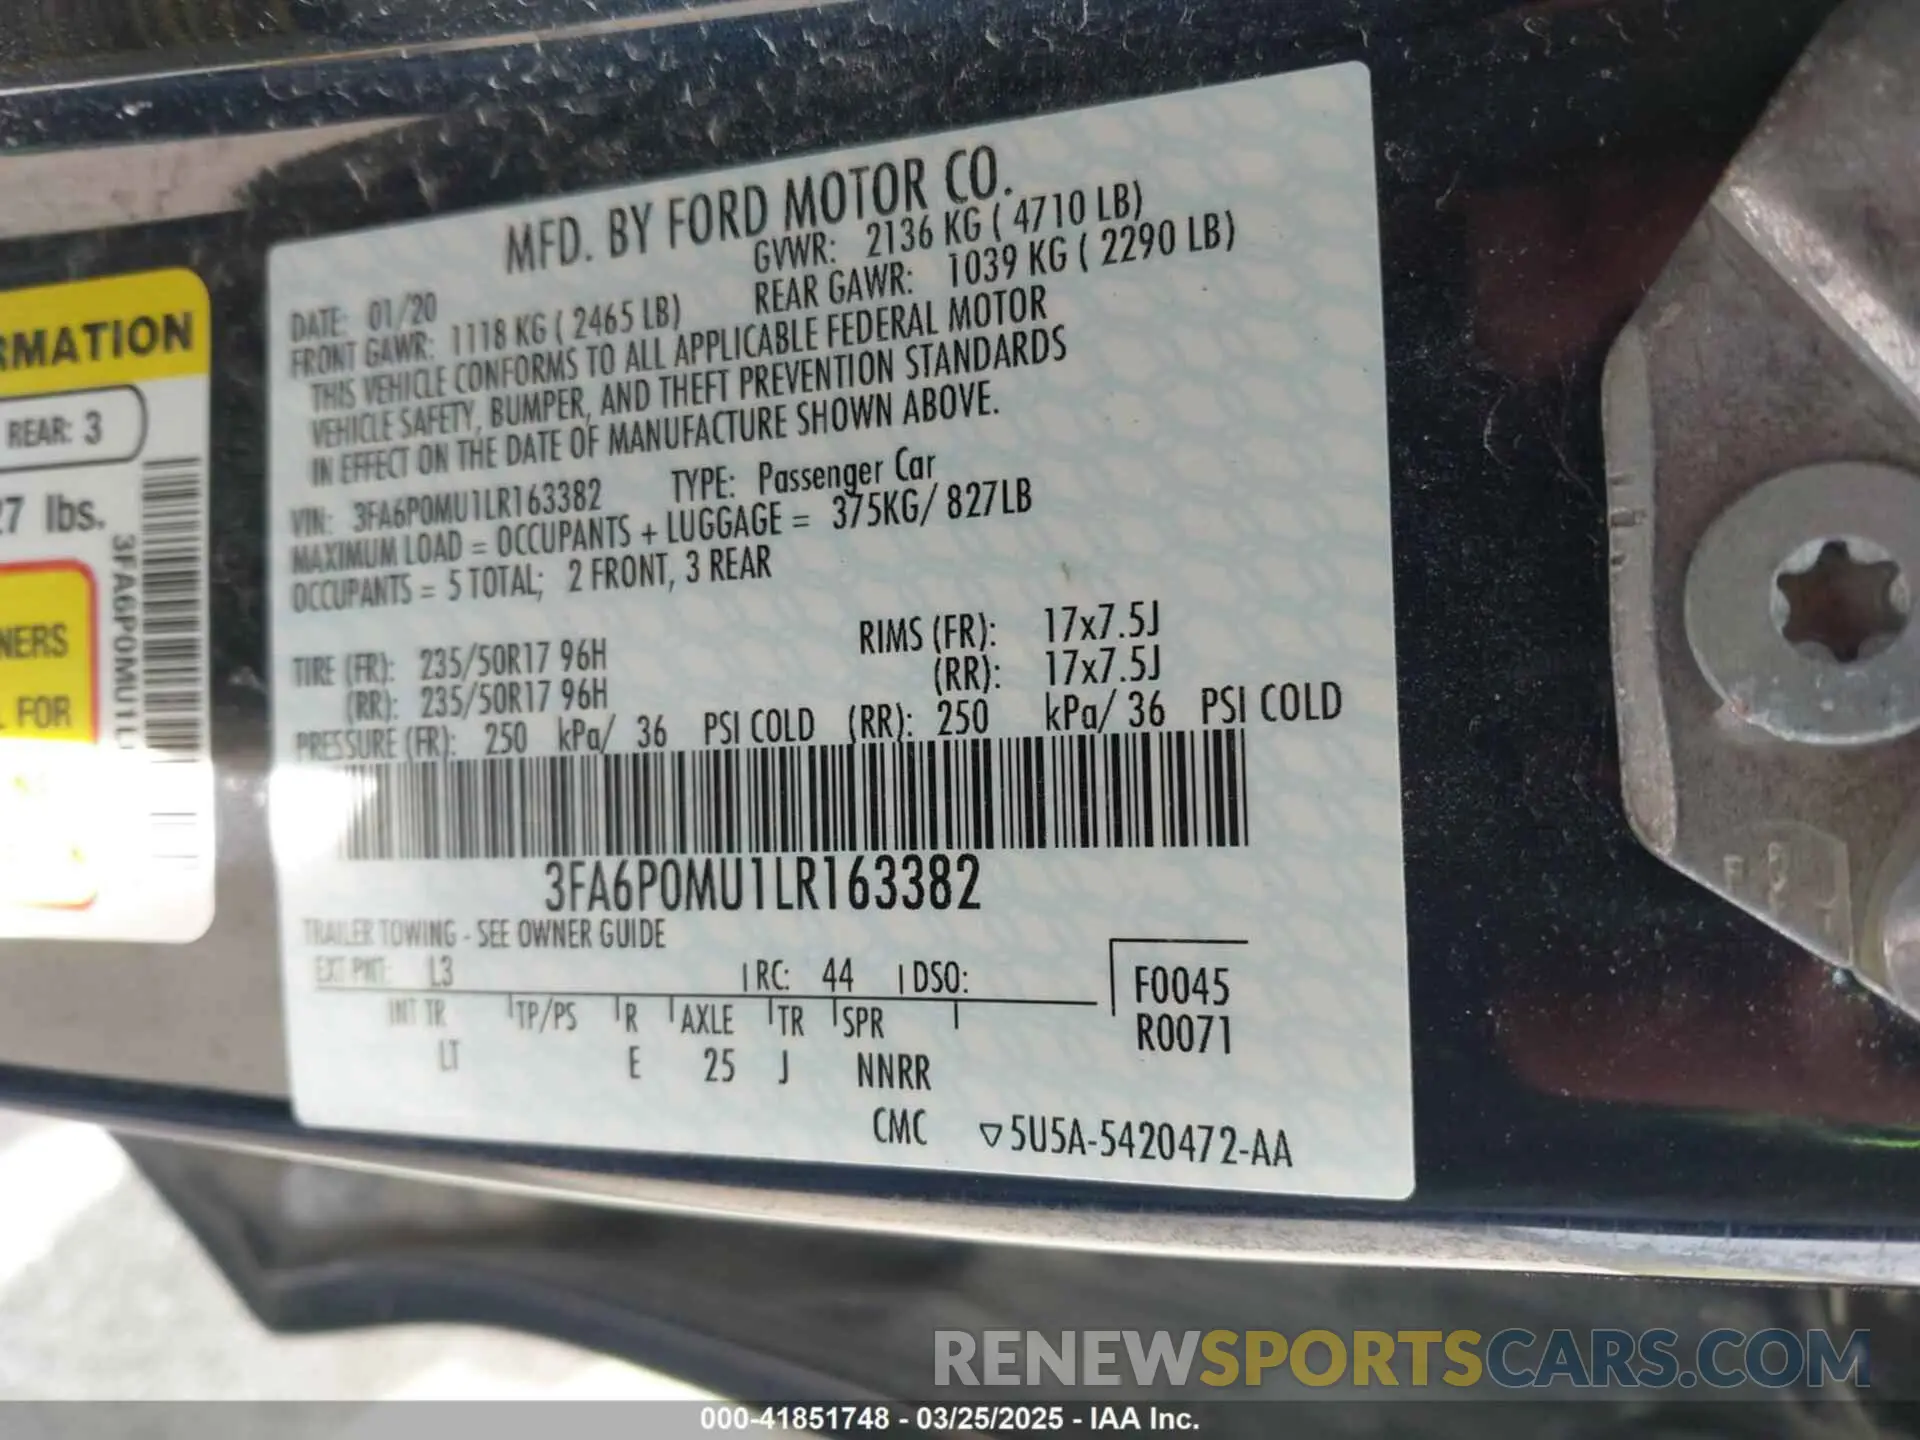 MFD. BY FORD MOTOR CO.
DATE: 01/20 GVWR: 2136 KG ( 4710 LB)
FRONT GAWR: 1118 KG ( 2465 LB) REAR GAWR: 1039 KG ( 2290 LB)
THIS VEHICLE CONFORMS TO ALL APPLICABLE FEDERAL MOTOR
VEHICLE SAFETY, BUMPER, AND THEFT PREVENTION STANDARDS
IN EFFECT ON THE DATE OF MANUFACTURE SHOWN ABOVE.
VIN: 3FA6P0MU1LR163382 TYPE: Passenger Car
MAXIMUM LOAD = OCCUPANTS + LUGGAGE = 375KG/ 827LB
OCCUPANTS = 5 TOTAL; 2 FRONT, 3 REAR
TIRE (FR): 235/50R17 96H RIMS (FR): 17x7.5J
(RR): 235/50R17 96H (RR): 17x7.5J
PRESSURE (FR): 250 kPa/ 36 PSI COLD (RR): 250 kPa/ 36 PSI COLD
3FA6P0MU1LR163382
TRAILER TOWING - SEE OWNER GUIDE
EXT PNT: L3 RC: 44 DSO:
F0045
INT TR TP/PS R AXLE TR SPR
R0071
LT E 25 J NNRR
CMC 5U5A-5420472-AA
RMATION
REAR: 3
27 lbs.
3FA6P0MU1L
NERS
FOR
RENEWSPORTSCARS.COM
000-41851748 - 03/25/2025 - IAA Inc.